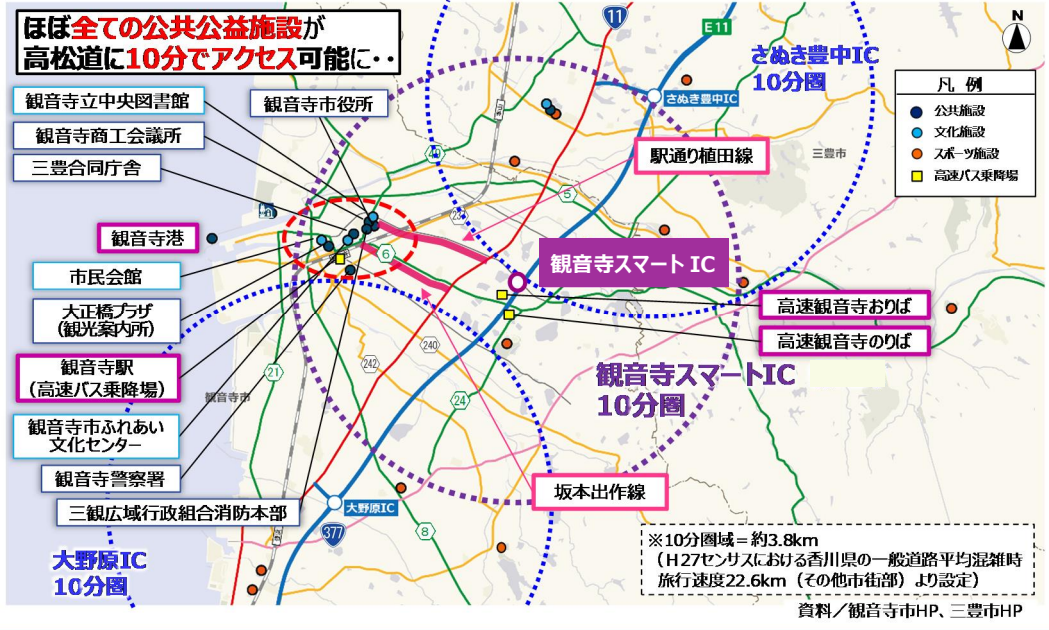 ほぼ全ての公共公益施設が
高松道に10分でアクセス可能に・・
11
E11
N
さぬき豊中IC
10分圏
さぬき豊中IC
凡 例
公共施設
文化施設
スポーツ施設
高速バス乗降場
観音寺立中央図書館
観音寺市役所
観音寺商工会議所
三豊合同庁舎
駅通り植田線
三豊市
5
237
観音寺港
6
観音寺スマートIC
市民会館
大正橋プラザ
(観光案内所)
高速観音寺おりば
高速観音寺のりば
240
242
観音寺スマートIC
10分圏
観音寺駅
(高速バス乗降場)
21
観音寺市
24
観音寺市ふれあい
文化センター
観音寺警察署
坂本出作線
三観広域行政組合消防本部
大野原IC
377
8
大野原IC
10分圏
※10分圏域=約3.8km
(H27センサスにおける香川県の一般道路平均混雑時
旅行速度22.6km(その他市街部)より設定)
資料/観音寺市HP、三豊市HP